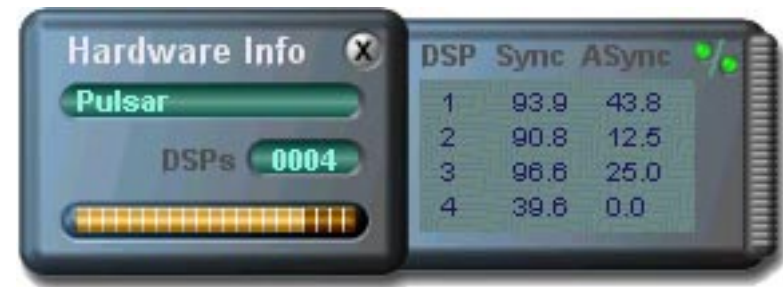 Hardware Info X
Pulsar
DSPs 0004
DSP Sync ASync %
1 93.9 43.8
2 90.8 12.5
3 96.6 25.0
4 39.6 0.0